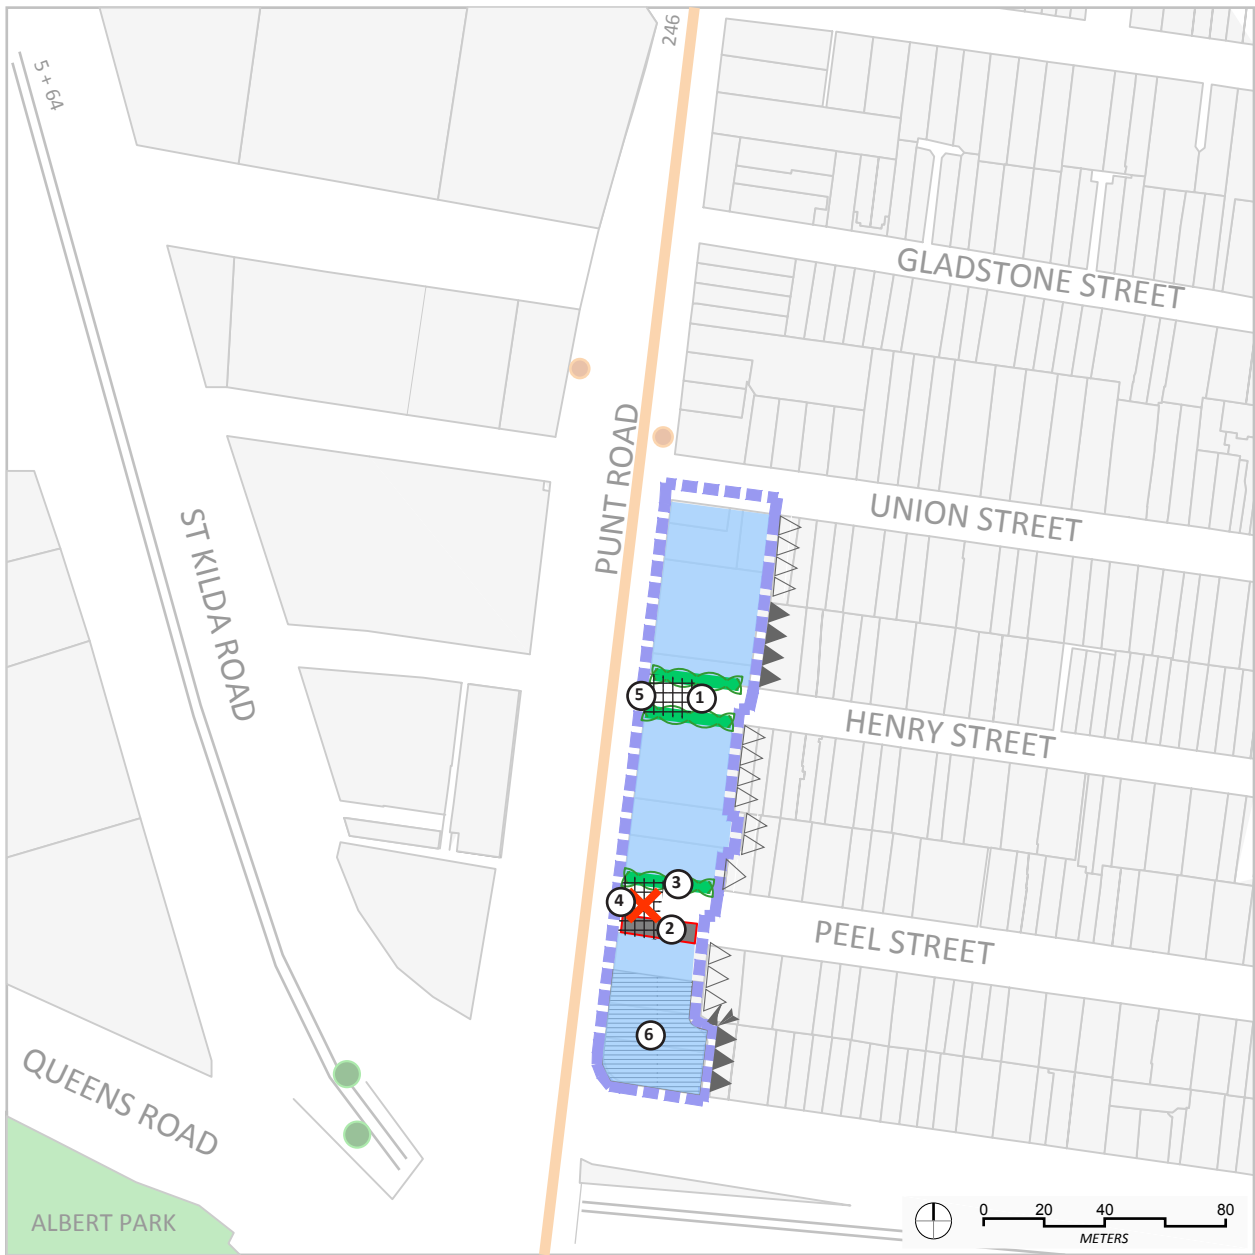 246
5 + 64
GLADSTONE STREET
PUNT ROAD
UNION STREET
ST KILDA ROAD
5
1
HENRY STREET
3
4
2
PEEL STREET
6
QUEENS ROAD
ALBERT PARK
0 20 40 80
METERS